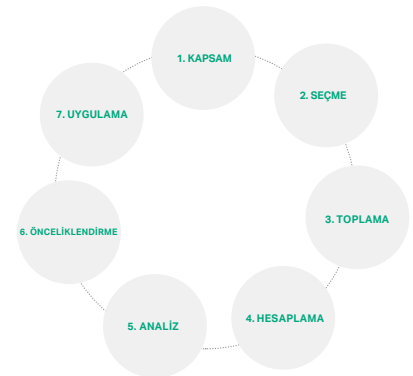 1. KAPSAM
2. SEÇME
3. TOPLAMA
4. HESAPLAMA
5. ANALİZ
6. ÖNCELİKLENDİRME
7. UYGULAMA